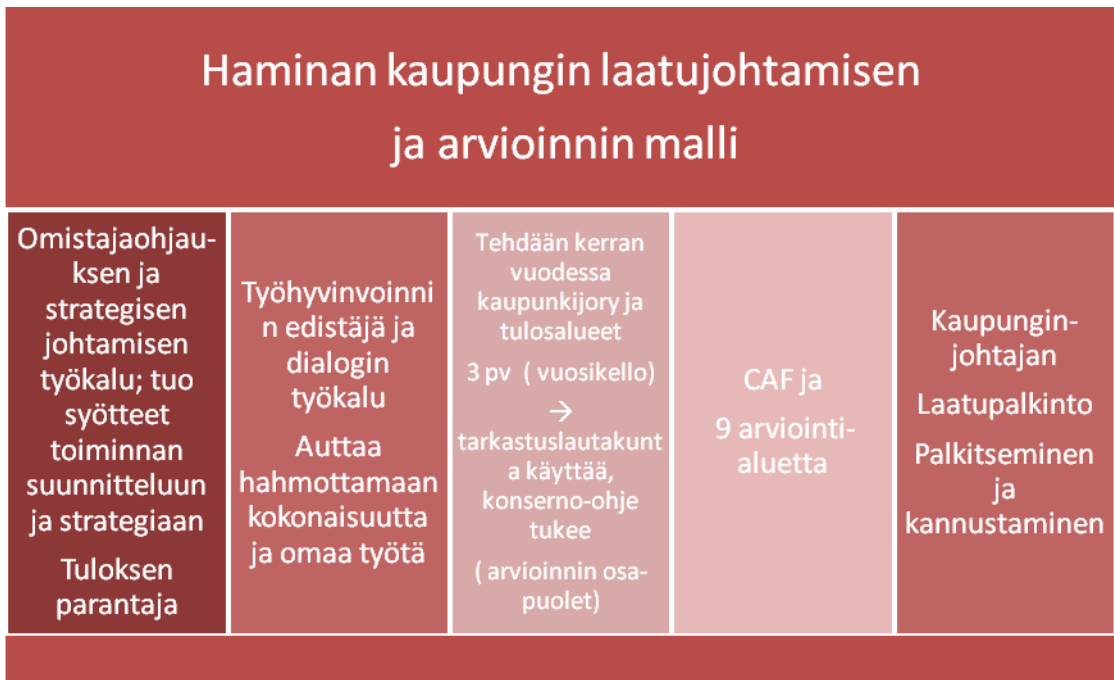 Haminan kaupungin laatujohtamisen
ja arvioinnin malli
Omistajaohjau-
ksen ja
strategisen
johtamisen
työkalu; tuo
syötteet
toiminnan
suunnitteluun
ja strategiaan
Tuloksen
parantaja
Työhyvinvoinni
n edistäjä ja
dialogin
työkalu
Auttaa
hahmottamaan
kokonaisuutta
ja omaa työtä
Tehdään kerran
vuodessa
kaupunkijory ja
tulosalueet
3 pv ( vuosikello)
→
tarkastuslautakunt
a käyttää,
konserno-ohje
tukee
( arvioinnin osa-
puolet)
CAF ja
9 arviointi-
aluetta
Kaupungin-
johtajan
Laatupalkinto
Palkitseminen
ja
kannustaminen